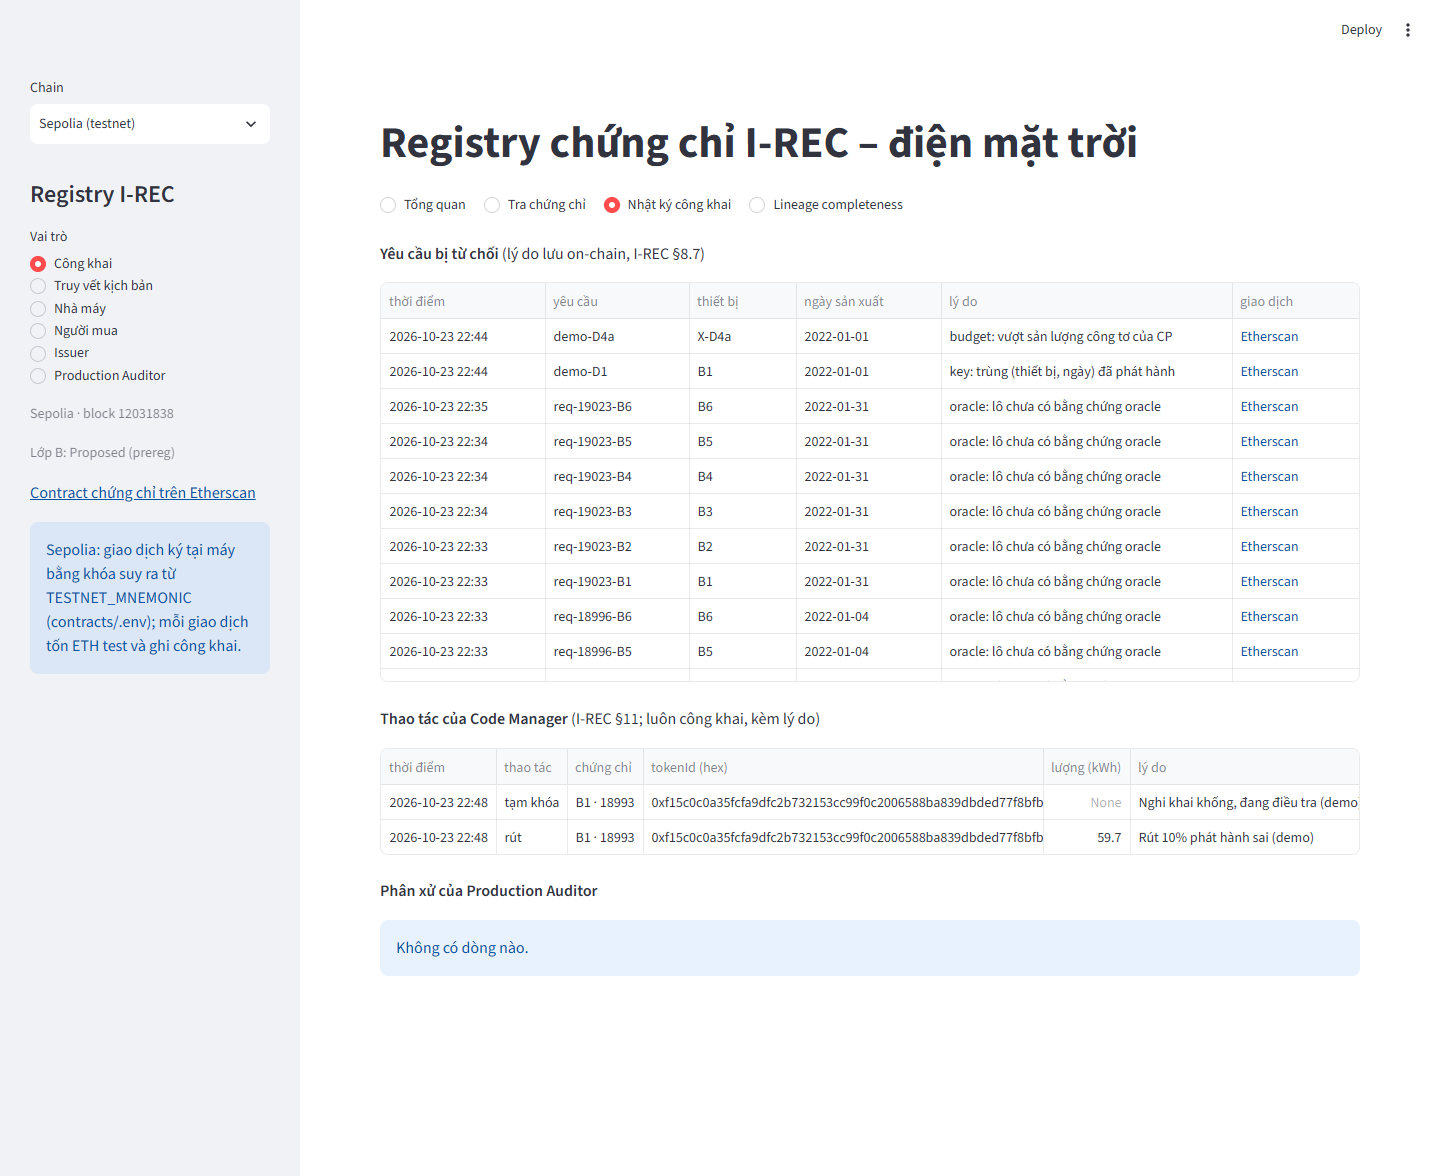 Deploy
Chain
Sepolia (testnet)
Registry I-REC
Vai trò
Công khai
Truy vết kịch bản
Nhà máy
Người mua
Issuer
Production Auditor
Sepolia · block 12031838
Lớp B: Proposed (prereg)
Contract chứng chỉ trên Etherscan
Sepolia: giao dịch ký tại máy
bằng khóa suy ra từ
TESTNET_MNEMONIC
(contracts/.env); mỗi giao dịch
tốn ETH test và ghi công khai.
Registry chứng chỉ I-REC – điện mặt trời
Tổng quan Tra chứng chỉ Nhật ký công khai Lineage completeness
Yêu cầu bị từ chối (lý do lưu on-chain, I-REC §8.7)
thời điểm yêu cầu thiết bị ngày sản xuất lý do giao dịch
2026-10-23 22:44 demo-D4a X-D4a 2022-01-01 budget: vượt sản lượng công tơ của CP Etherscan
2026-10-23 22:44 demo-D1 B1 2022-01-01 key: trùng (thiết bị, ngày) đã phát hành Etherscan
2026-10-23 22:35 req-19023-B6 B6 2022-01-31 oracle: lô chưa có bằng chứng oracle Etherscan
2026-10-23 22:34 req-19023-B5 B5 2022-01-31 oracle: lô chưa có bằng chứng oracle Etherscan
2026-10-23 22:34 req-19023-B4 B4 2022-01-31 oracle: lô chưa có bằng chứng oracle Etherscan
2026-10-23 22:34 req-19023-B3 B3 2022-01-31 oracle: lô chưa có bằng chứng oracle Etherscan
2026-10-23 22:33 req-19023-B2 B2 2022-01-31 oracle: lô chưa có bằng chứng oracle Etherscan
2026-10-23 22:33 req-19023-B1 B1 2022-01-31 oracle: lô chưa có bằng chứng oracle Etherscan
2026-10-23 22:33 req-18996-B6 B6 2022-01-04 oracle: lô chưa có bằng chứng oracle Etherscan
2026-10-23 22:33 req-18996-B5 B5 2022-01-04 oracle: lô chưa có bằng chứng oracle Etherscan
Thao tác của Code Manager (I-REC §11; luôn công khai, kèm lý do)
thời điểm thao tác chứng chỉ tokenId (hex) lượng (kWh) lý do
2026-10-23 22:48 tạm khóa B1 · 18993 0xf15c0c0a35fcfa9dfc2b732153cc99f0c2006588ba839dbded77f8bfb None Nghi khai khống, đang điều tra (demo)
2026-10-23 22:48 rút B1 · 18993 0xf15c0c0a35fcfa9dfc2b732153cc99f0c2006588ba839dbded77f8bfb 59.7 Rút 10% phát hành sai (demo)
Phân xử của Production Auditor
Không có dòng nào.